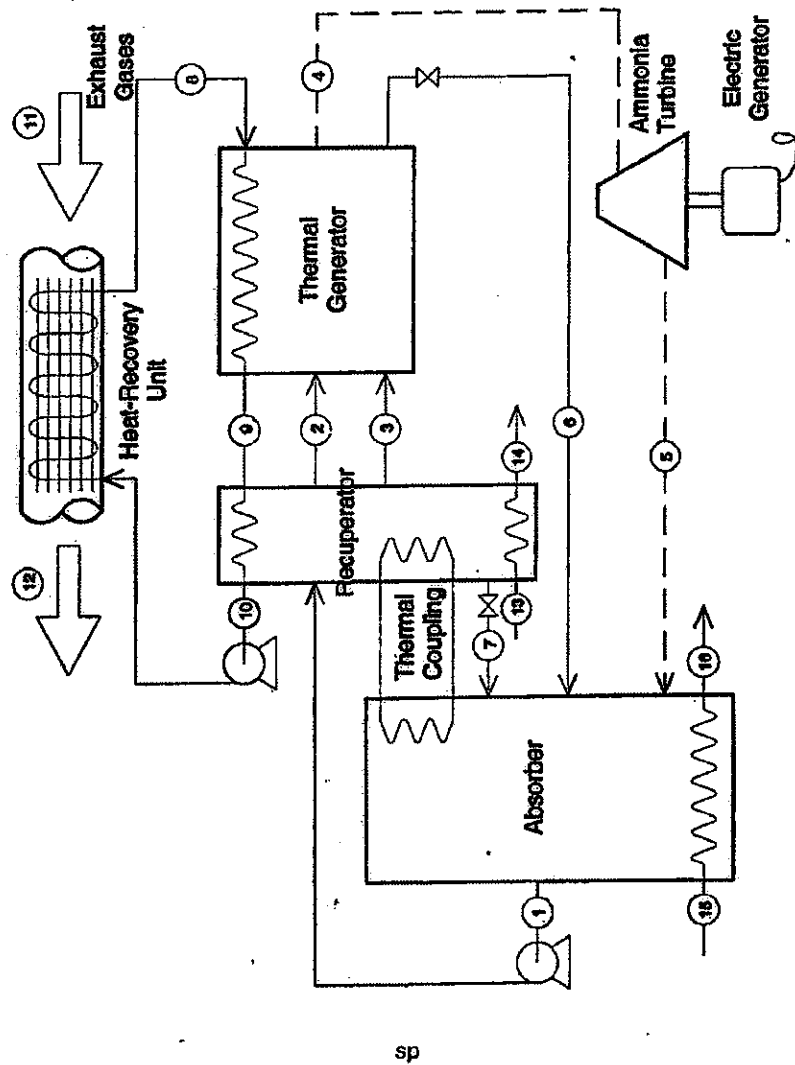 11
Exhaust
Gases
12
Heat-Recovery
Unit
8
4
10
9
Thermal
Generator
2
3
Recuperator
6
Ammonia
Turbine
Electric
Generator
Thermal
Coupling
7
13
14
5
Absorber
1
15
16
sp